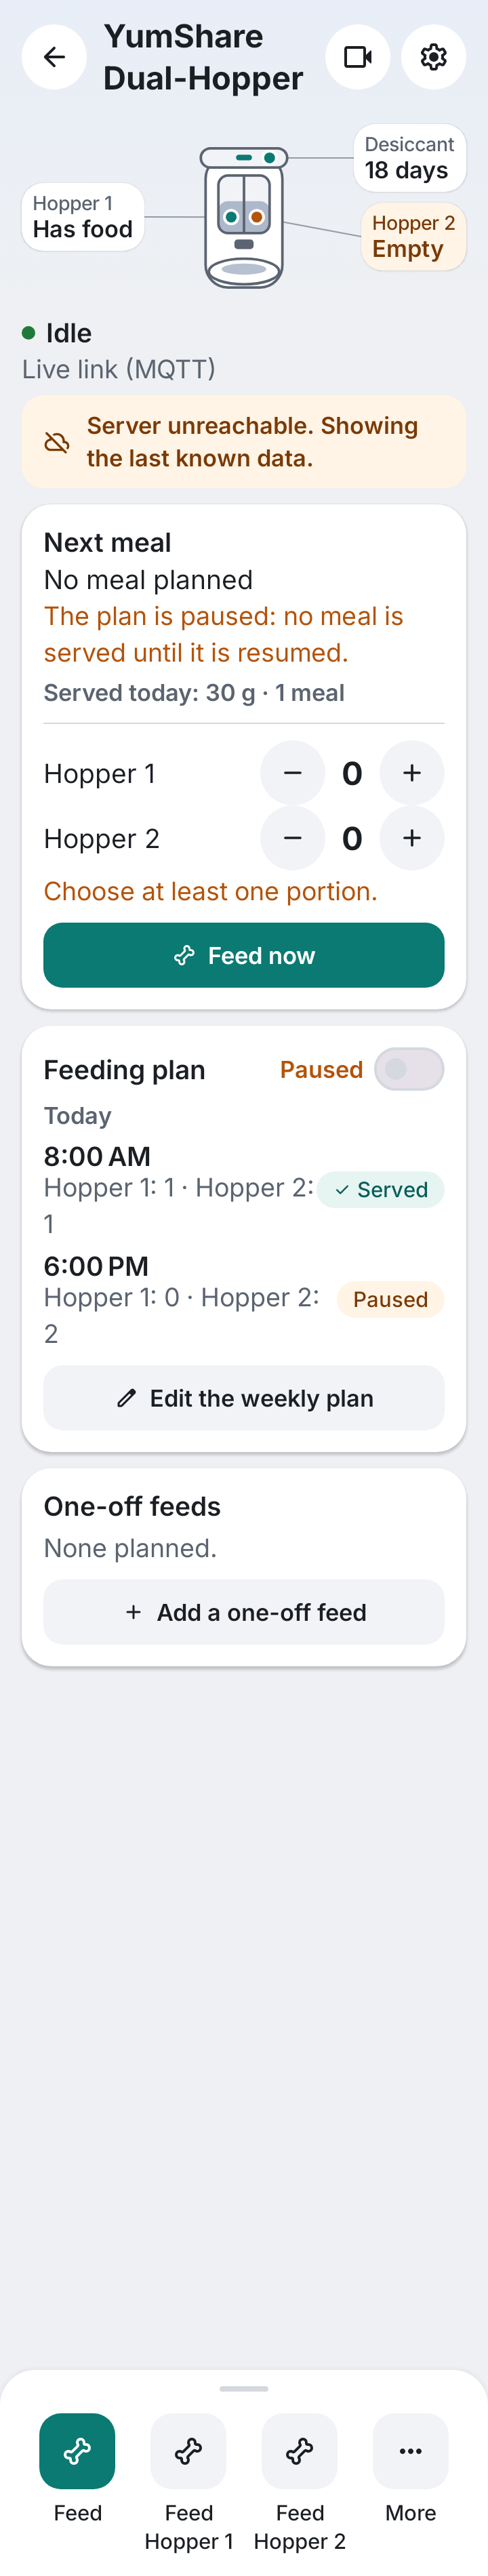 YumShare
Dual-Hopper
Desiccant
18 days
Hopper 1
Has food
Hopper 2
Empty
Idle
Live link (MQTT)
Server unreachable. Showing
the last known data.
Next meal
No meal planned
The plan is paused: no meal is
served until it is resumed.
Served today: 30 g · 1 meal
Hopper 1
− 0 +
Hopper 2
− 0 +
Choose at least one portion.
Feed now
Feeding plan
Paused
Today
8:00 AM
Hopper 1: 1 · Hopper 2:
1
Served
6:00 PM
Hopper 1: 0 · Hopper 2:
2
Paused
Edit the weekly plan
One-off feeds
None planned.
+ Add a one-off feed
Feed
Feed
Hopper 1
Feed
Hopper 2
More